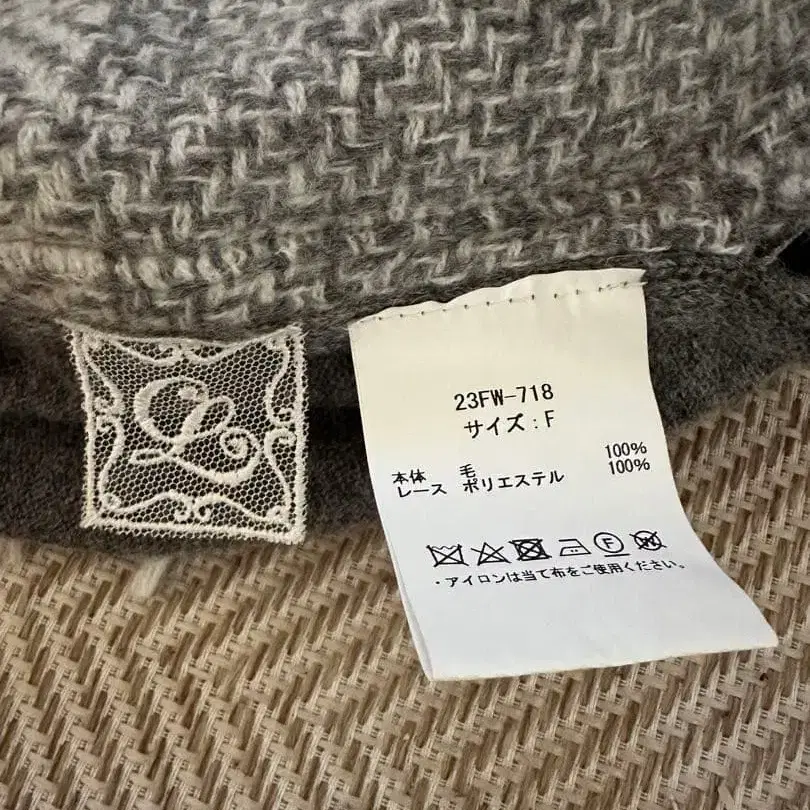 23FW-718
サイズ:F
本体 毛 100%
レース ポリエステル 100%
F
・アイロンは当て布をご使用ください。